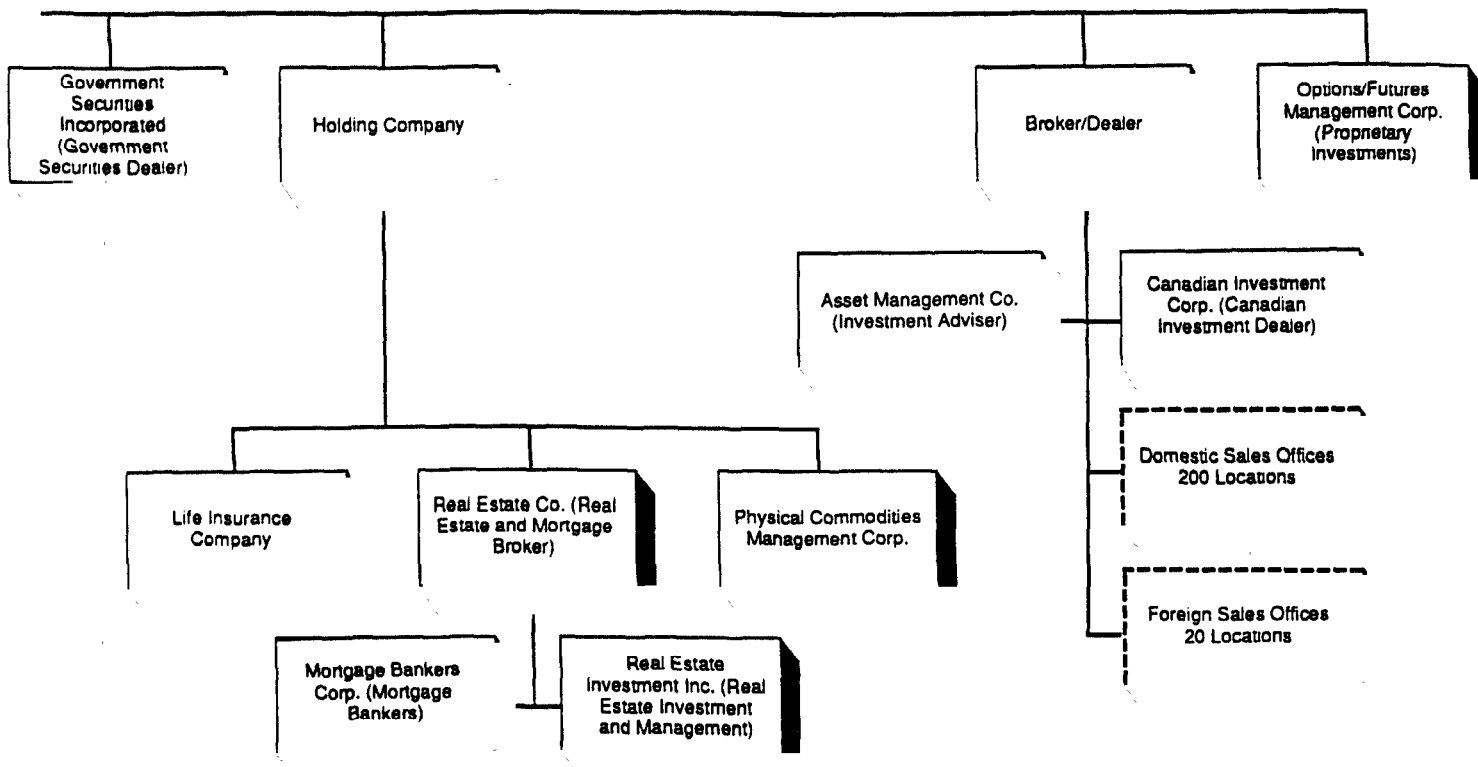 Government
Securities
Incorporated
(Government
Securities Dealer)
Holding Company
Broker/Dealer
Options/Futures
Management Corp.
(Proprietary
Investments)
Asset Management Co.
(Investment Adviser)
Canadian Investment
Corp. (Canadian
Investment Dealer)
Domestic Sales Offices
200 Locations
Life Insurance
Company
Real Estate Co. (Real
Estate and Mortgage
Broker)
Physical Commodities
Management Corp.
Foreign Sales Offices
20 Locations
Mortgage Bankers
Corp. (Mortgage
Bankers)
Real Estate
Investment Inc. (Real
Estate Investment
and Management)